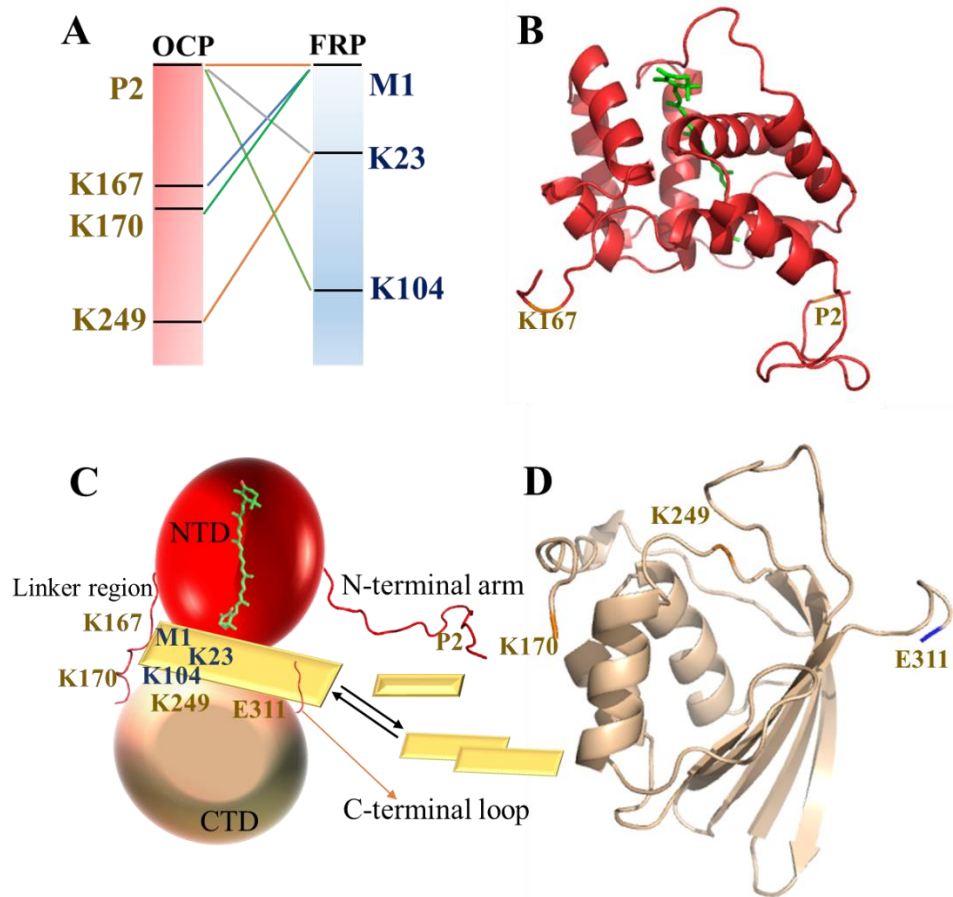 A
OCP FRP
P2 M1
K167 K23
K170
K104
K249
B
K167 P2
C
NTD
Linker region
N-terminal arm
K167
M1
K23
P2
K170
K104
K249
E311
CTD
C-terminal loop
D
K249
K170
E311